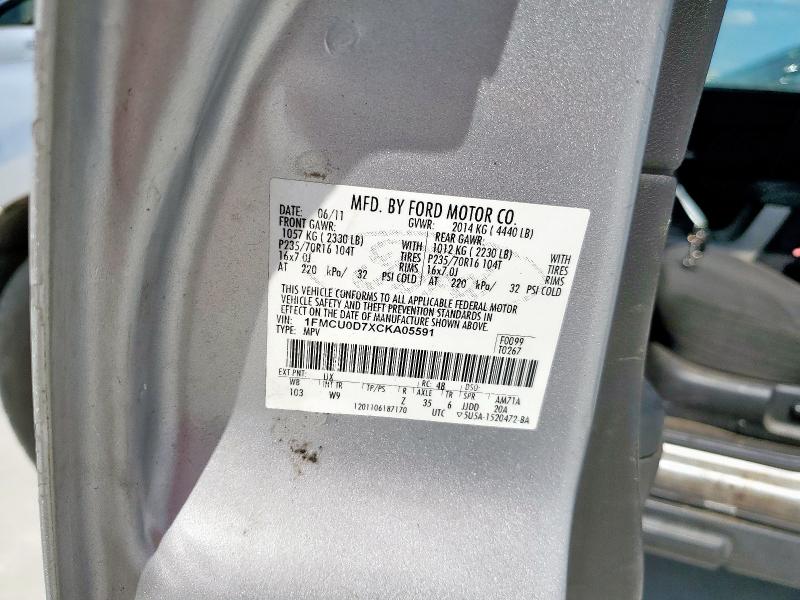 MFD. BY FORD MOTOR CO.
DATE: 06/11 GVWR: 2014 KG ( 4440 LB)
FRONT GAWR: REAR GAWR:
1057 KG ( 2330 LB) WITH 1012 KG ( 2230 LB) WITH
P235/70R16 104T TIRES P235/70R16 104T TIRES
16x7.0J RIMS 16x7.0J RIMS
AT 220 kPa/ 32 PSI COLD AT 220 kPa/ 32 PSI COLD
THIS VEHICLE CONFORMS TO ALL APPLICABLE FEDERAL MOTOR
VEHICLE SAFETY AND THEFT PREVENTION STANDARDS IN
EFFECT ON THE DATE OF MANUFACTURE SHOWN ABOVE.
VIN: 1FMCU0D7XCKA05591 F0099
TYPE: MPV T0267
EXT PNT: UX RC: 48 DSO:
WB INT TR TP/PS R AXLE TR SPR AM71A
103 W9 Z 35 6 JJDD 20A
1201106187170 UTC ▽5U5A-1520472-BA